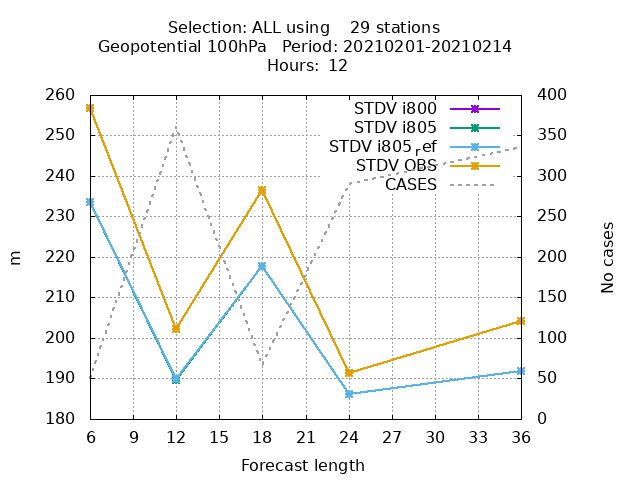 Selection: ALL using    29 stations
Geopotential 100hPa   Period: 20210201-20210214
Hours:  12
260
250
240
230
220
210
200
190
180
400
350
300
250
200
150
100
50
0
STDV i800
STDV i805
STDV i805ref
STDV OBS
CASES
m
No cases
6 9 12 15 18 21 24 27 30 33 36
Forecast length